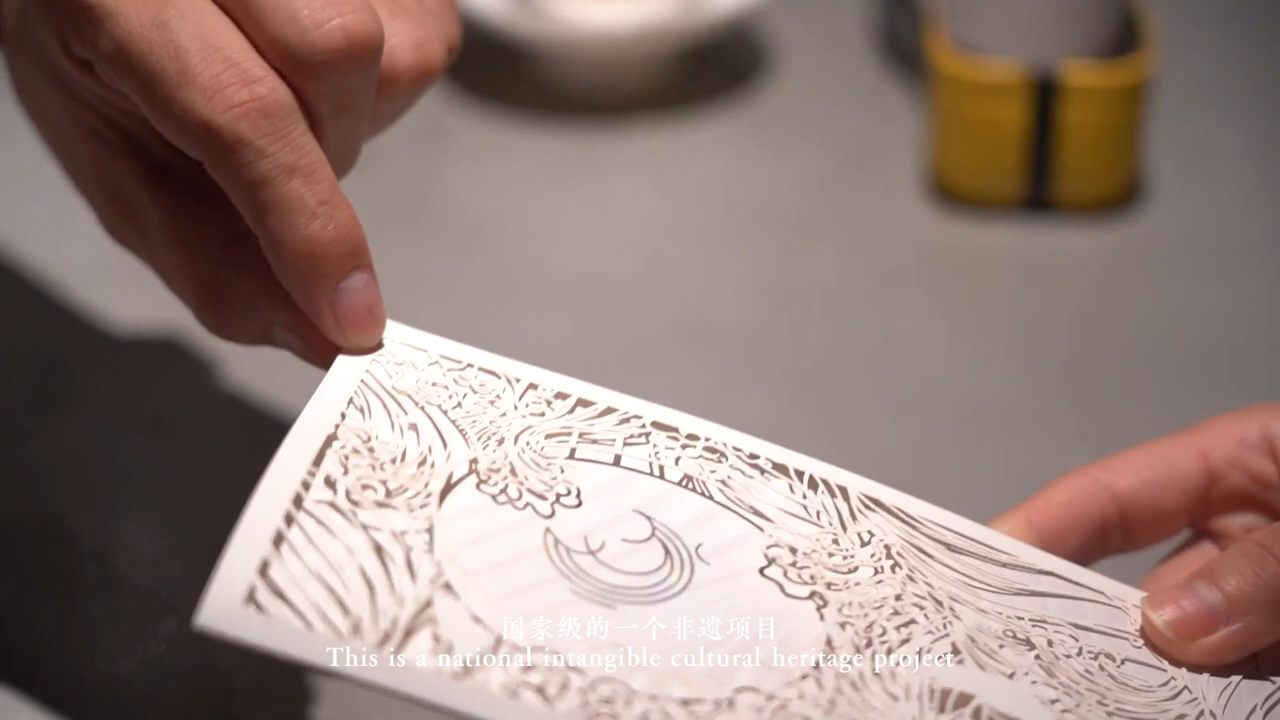 国家级的一个非遗项目
This is a national intangible cultural heritage project